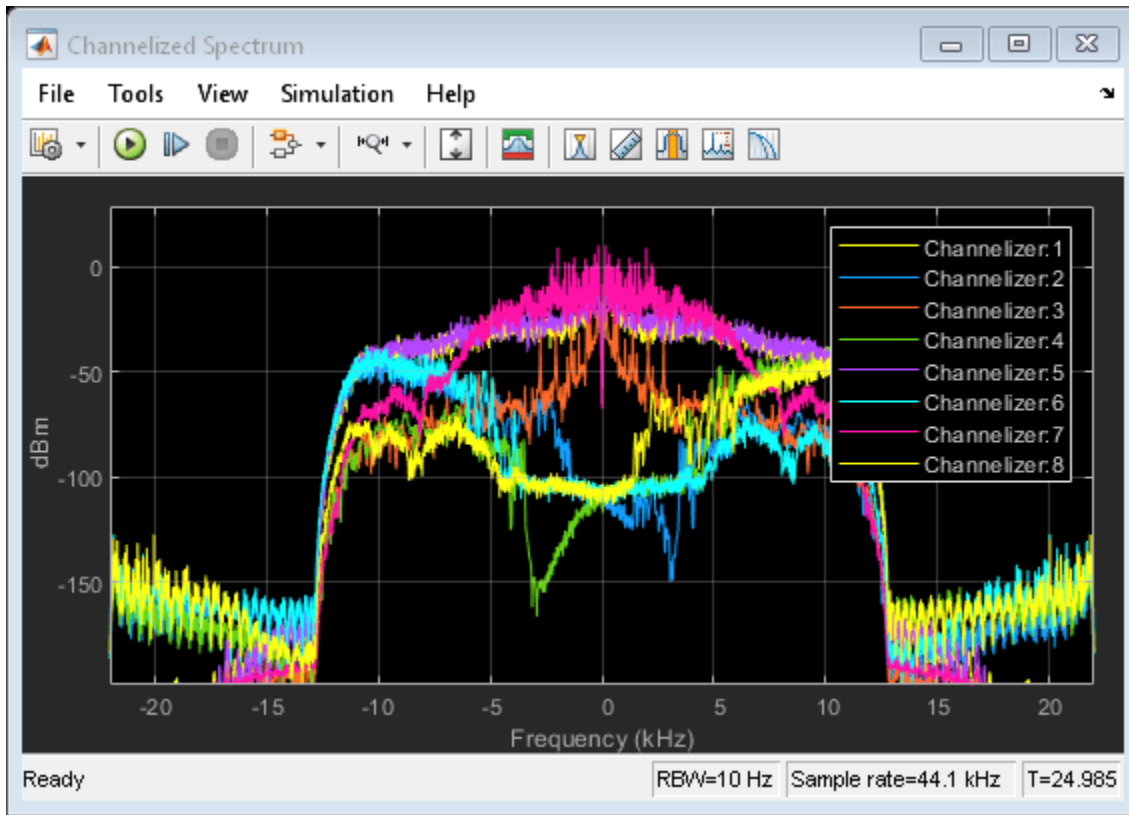 Channelized Spectrum
File Tools View Simulation Help
Channelizer:1
Channelizer:2
Channelizer:3
Channelizer:4
Channelizer:5
Channelizer:6
Channelizer:7
Channelizer:8
0
-50
-100
-150
dBm
-20 -15 -10 -5 0 5 10 15 20
Frequency (kHz)
Ready RBW=10 Hz Sample rate=44.1 kHz T=24.985